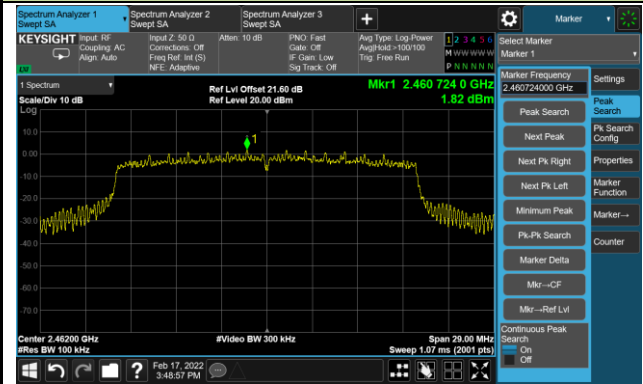 Spectrum Analyzer 1
Swept SA
Spectrum Analyzer 2
Swept SA
Spectrum Analyzer 3
Swept SA
+
Marker
KEYSIGHT
Input: RF
Coupling: AC
Align: Auto
Input Z: 50 Ω
Corrections: Off
Freq Ref: Int (S)
NFE: Adaptive
Atten: 10 dB
PNO: Fast
Gate: Off
IF Gain: Low
Sig Track: Off
Avg Type: Log-Power
Avg|Hold:>100/100
Trig: Free Run
1 2 3 4 5 6
M W W W W W
P N N N N N
Select Marker
Marker 1
1 Spectrum
Scale/Div 10 dB
Log
Ref Lvl Offset 21.60 dB
Ref Level 20.00 dBm
Mkr1 2.460 724 0 GHz
1.82 dBm
1
10.0
0.00
-10.0
-20.0
-30.0
-40.0
-50.0
-60.0
-70.0
Center 2.46200 GHz
#Res BW 100 kHz
#Video BW 300 kHz
Span 29.00 MHz
Sweep 1.07 ms (2001 pts)
Marker Frequency
2.460724000 GHz
Peak Search
Next Peak
Next Pk Right
Next Pk Left
Minimum Peak
Pk-Pk Search
Marker Delta
Mkr→CF
Mkr→Ref Lvl
Continuous Peak
Search
On
Off
Settings
Peak
Search
Pk Search
Config
Properties
Marker
Function
Marker→
Counter
?
Feb 17, 2022
3:48:57 PM